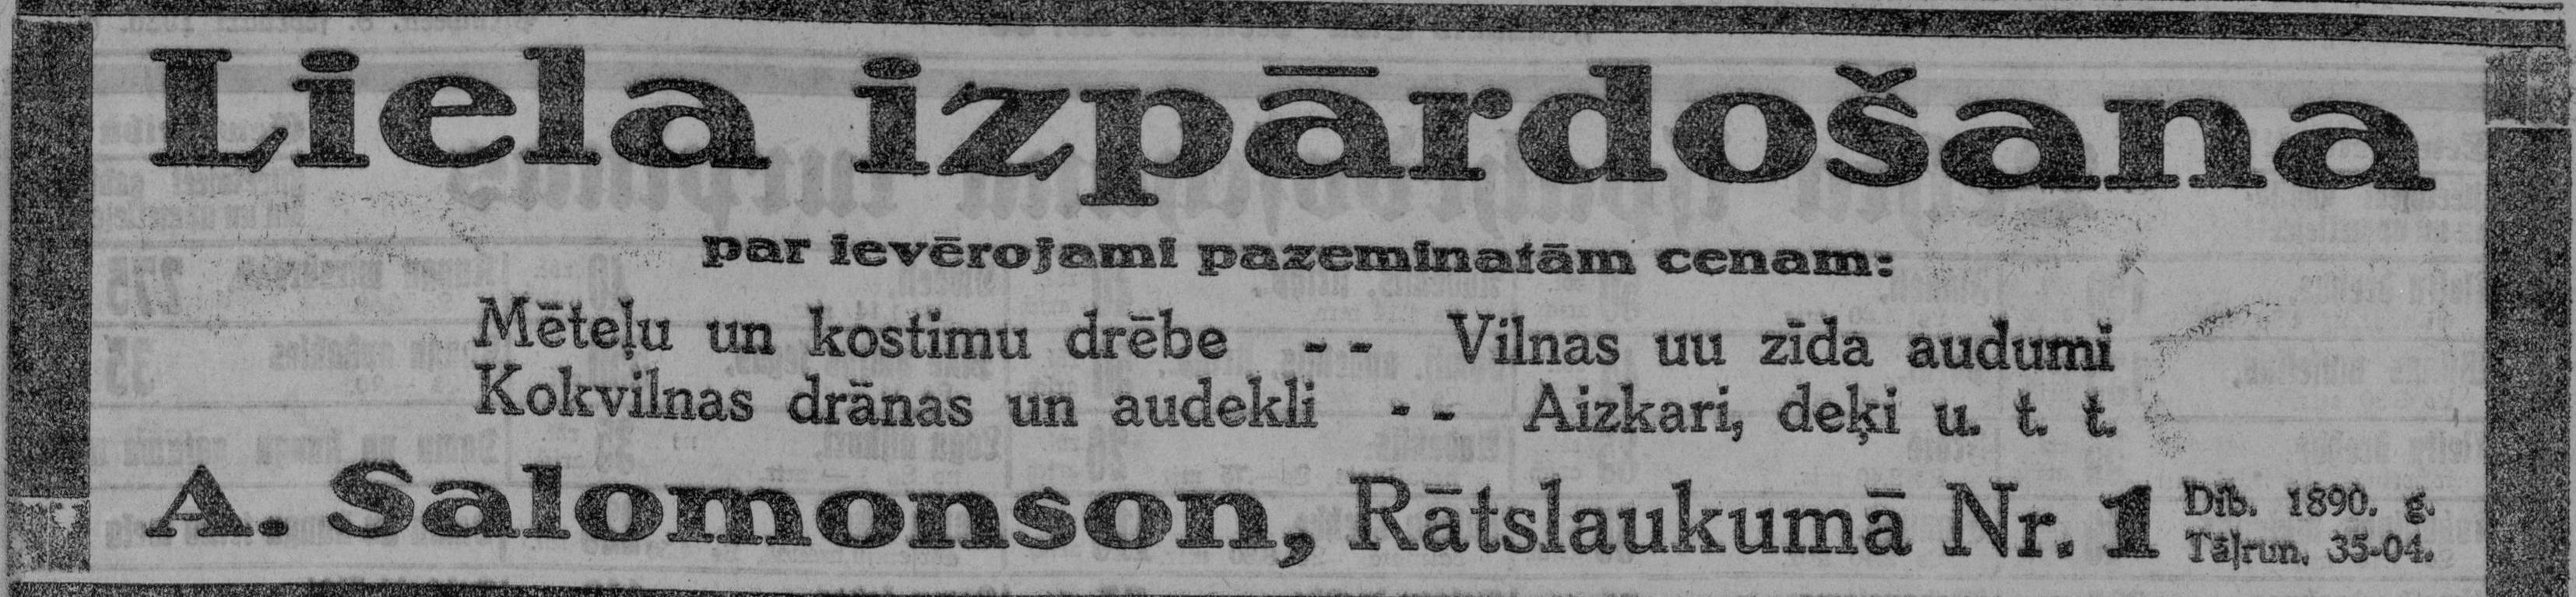 Liela izpārdošana
par ievērojami pazeminatām cenam:
Mēteļu un kostimu drēbe - - Vilnas uu zīda audumi
Kokvilnas drānas un audekli - - Aizkari, deķi u. t. t.
A. Salomonson, Rātslaukumā Nr. 1
Dib. 1890. g.
Tāļrun. 35-04.